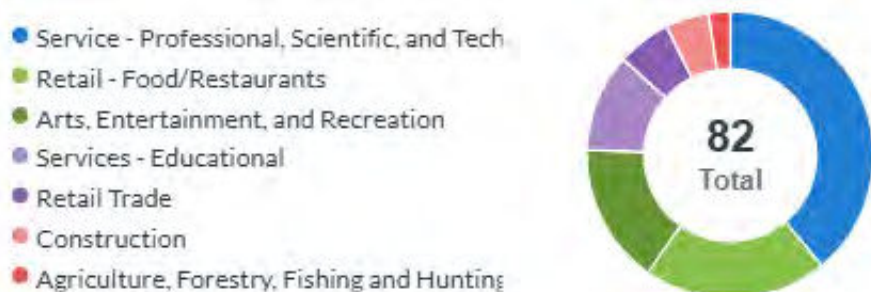 Service - Professional, Scientific, and Tech
Retail - Food/Restaurants
Arts, Entertainment, and Recreation
Services - Educational
Retail Trade
Construction
Agriculture, Forestry, Fishing and Hunting
82
Total